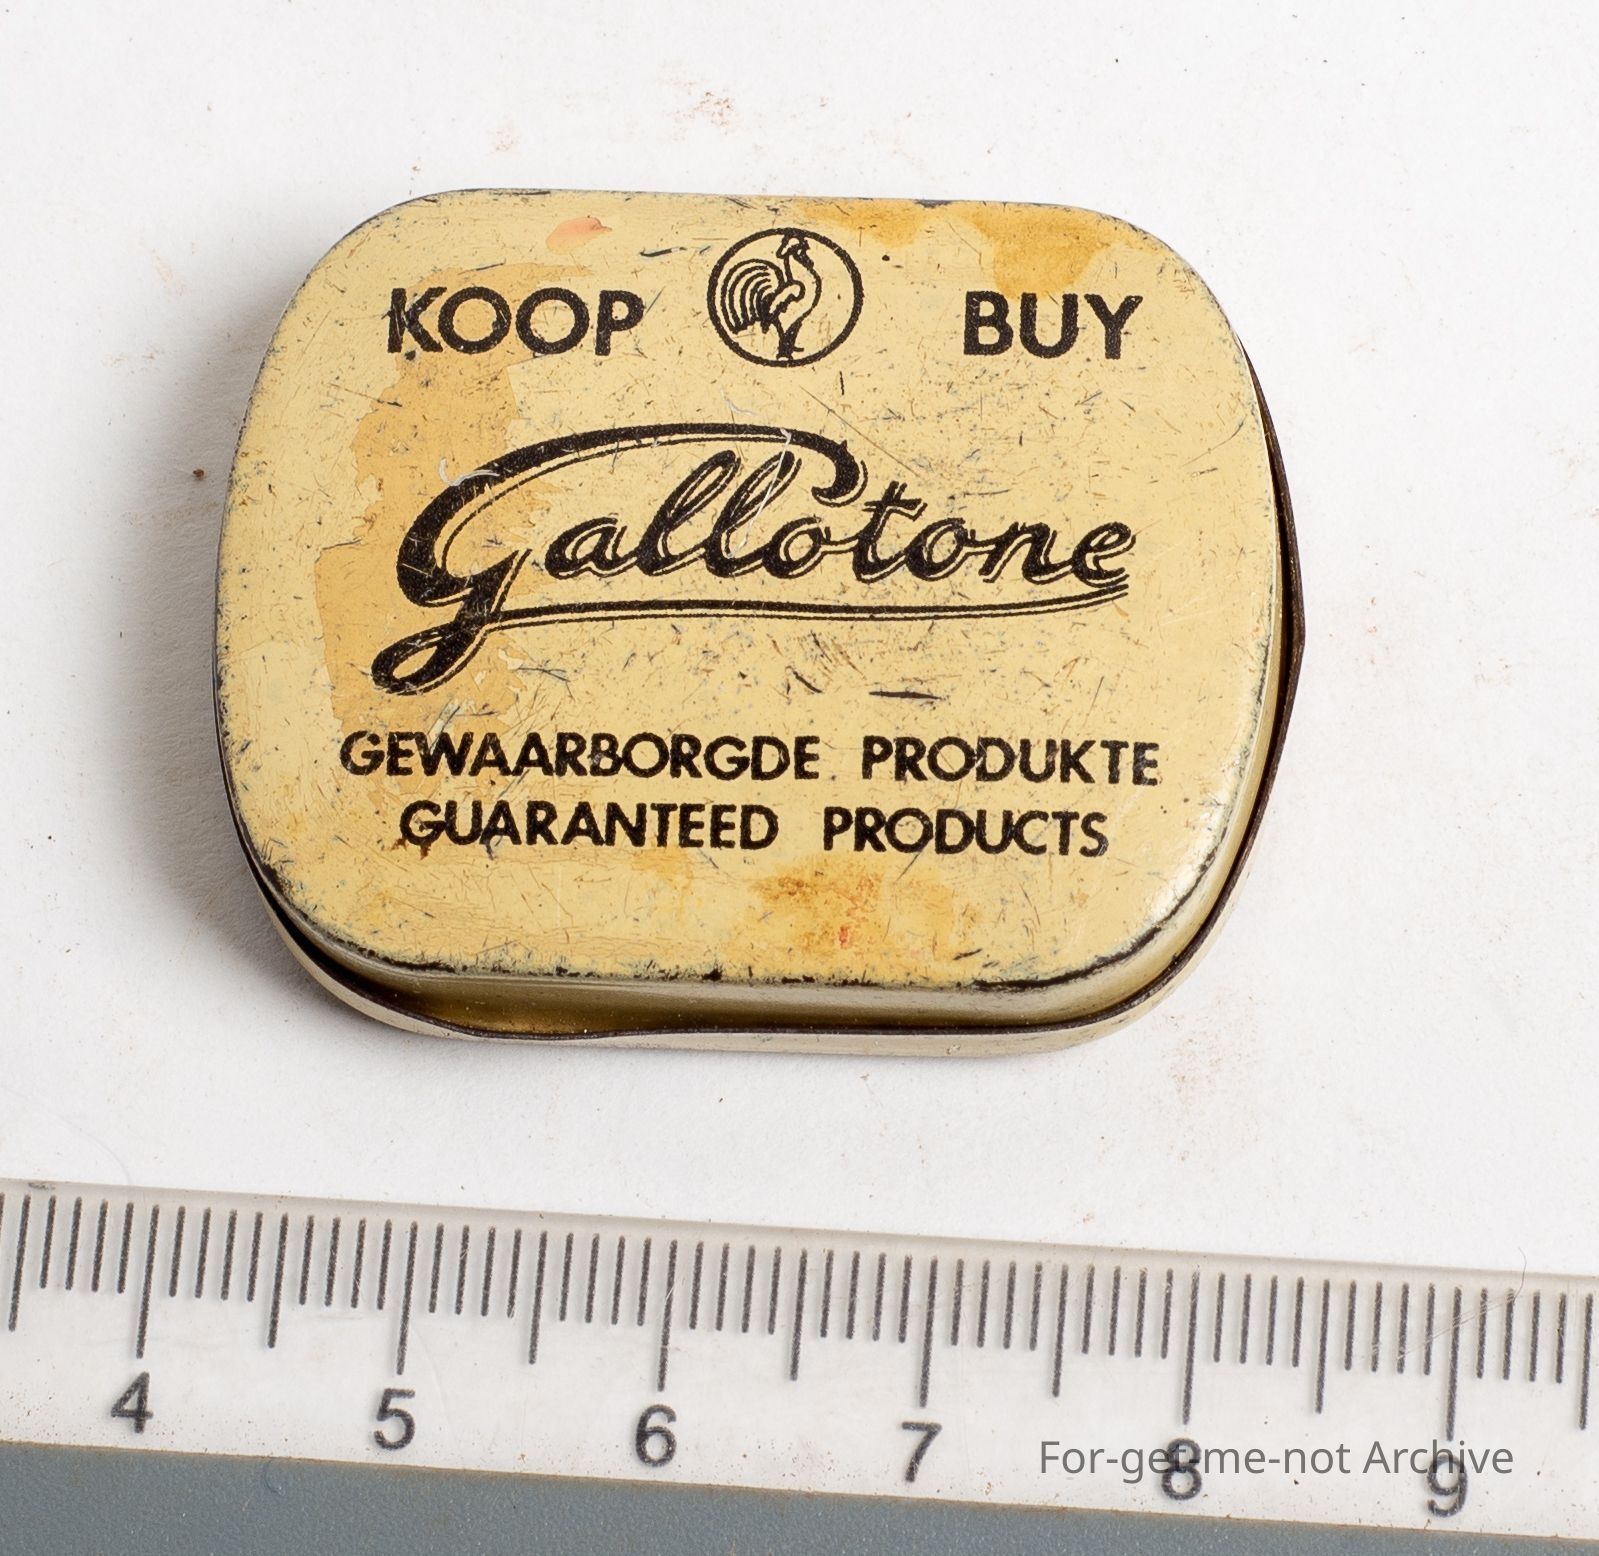 KOOP BUY
Gallotone
GEWAARBORGDE PRODUKTE
GUARANTEED PRODUCTS
4 5 6 7 8 9
For-get-me-not Archive